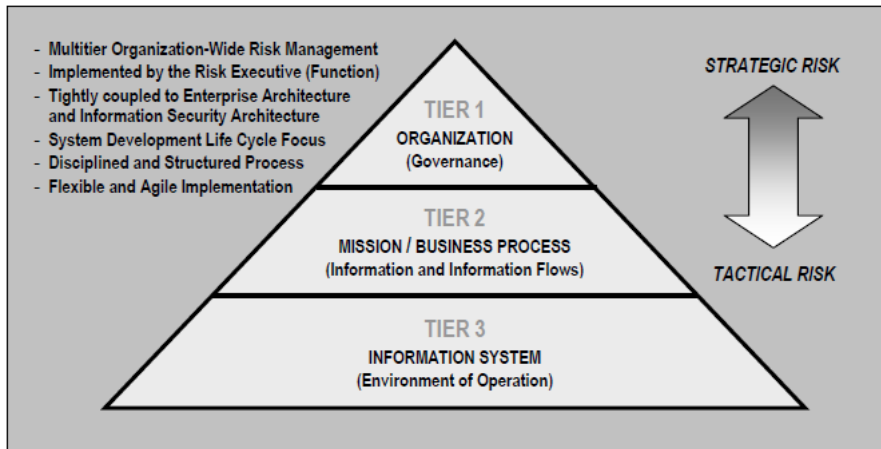 - Multitier Organization-Wide Risk Management
- Implemented by the Risk Executive (Function)
- Tightly coupled to Enterprise Architecture
and Information Security Architecture
- System Development Life Cycle Focus
- Disciplined and Structured Process
- Flexible and Agile Implementation
STRATEGIC RISK
TIER 1
ORGANIZATION
(Governance)
TIER 2
MISSION / BUSINESS PROCESS
(Information and Information Flows)
TACTICAL RISK
TIER 3
INFORMATION SYSTEM
(Environment of Operation)